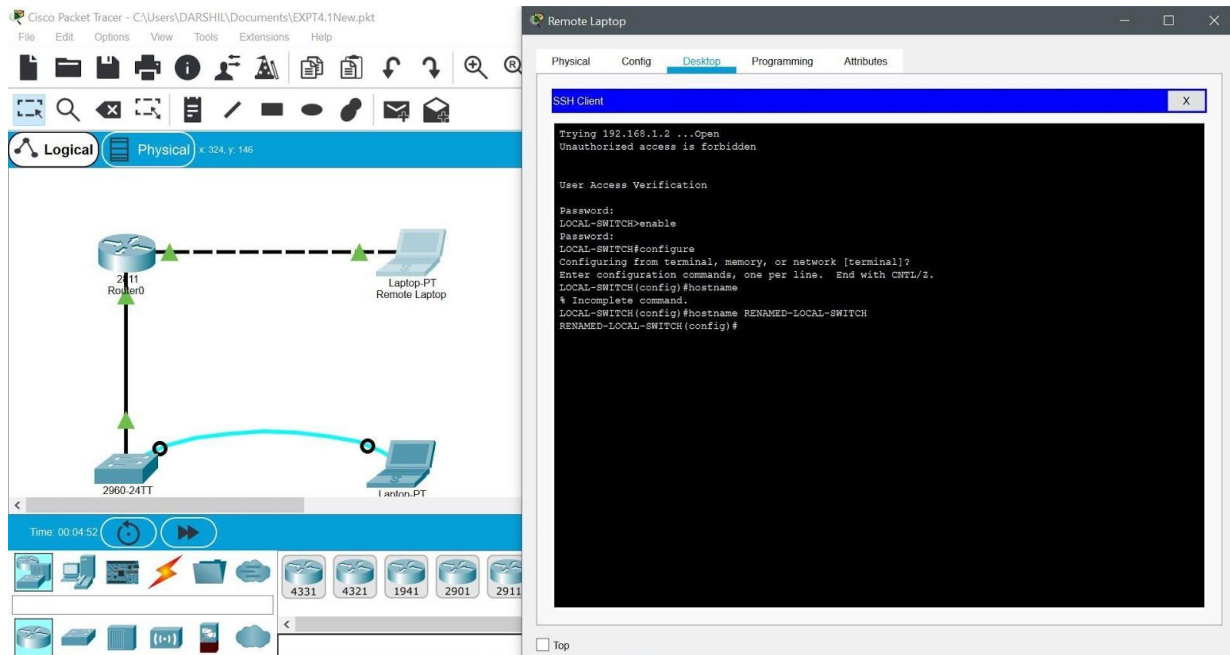 Cisco Packet Tracer - C:\Users\DARSHIL\Documents\EXPT4.1New.pkt
File Edit Options View Tools Extensions Help
Logical
Physical
x: 324, y: 146
2811
Router0
Laptop-PT
Remote Laptop
2960-24TT
Laptop-PT
Time: 00:04:52
4331
4321
1941
2901
2911
Remote Laptop
Physical Config Desktop Programming Attributes
SSH Client
X
Trying 192.168.1.2 ...Open
Unauthorized access is forbidden
User Access Verification
Password:
LOCAL-SWITCH>enable
Password:
LOCAL-SWITCH#configure
Configuring from terminal, memory, or network [terminal]?
Enter configuration commands, one per line. End with CNTL/Z.
LOCAL-SWITCH(config)#hostname
% Incomplete command.
LOCAL-SWITCH(config)#hostname RENAMED-LOCAL-SWITCH
RENAMED-LOCAL-SWITCH(config)#
Top